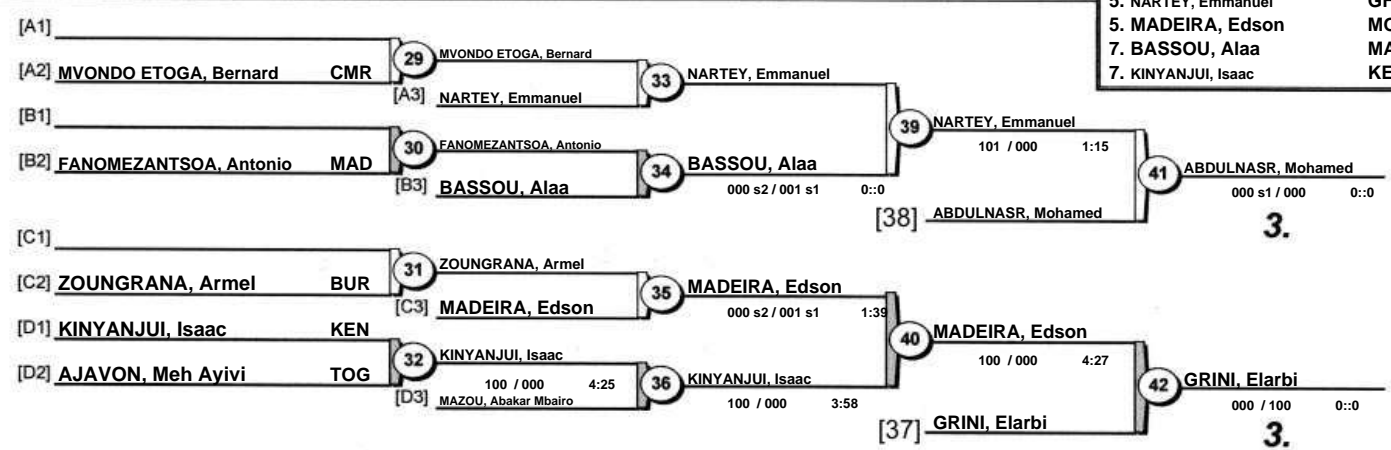 5. NARTEY, Emmanuel
5. MADEIRA, Edson
7. BASSOU, Alaa MA
7. KINYANJUI, Isaac KE
[A1]
[A2] MVONDO ETOGA, Bernard CMR
29
MVONDO ETOGA, Bernard
[A3] NARTEY, Emmanuel
33
NARTEY, Emmanuel
[B1]
[B2] FANOMEZANTSOA, Antonio MAD
30
FANOMEZANTSOA, Antonio
[B3] BASSOU, Alaa
34
BASSOU, Alaa
000 s2 / 001 s1 0::0
39
NARTEY, Emmanuel
101 / 000 1:15
[38] ABDULNASR, Mohamed
41
ABDULNASR, Mohamed
000 s1 / 000 0::0
3.
[C1]
[C2] ZOUNGRANA, Armel BUR
31
ZOUNGRANA, Armel
[C3] MADEIRA, Edson
35
MADEIRA, Edson
000 s2 / 001 s1 1:39
[D1] KINYANJUI, Isaac KEN
[D2] AJAVON, Meh Ayivi TOG
32
KINYANJUI, Isaac
100 / 000 4:25
[D3] MAZOU, Abakar Mbairo
36
KINYANJUI, Isaac
100 / 000 3:58
40
MADEIRA, Edson
100 / 000 4:27
[37] GRINI, Elarbi
42
GRINI, Elarbi
000 / 100 0::0
3.